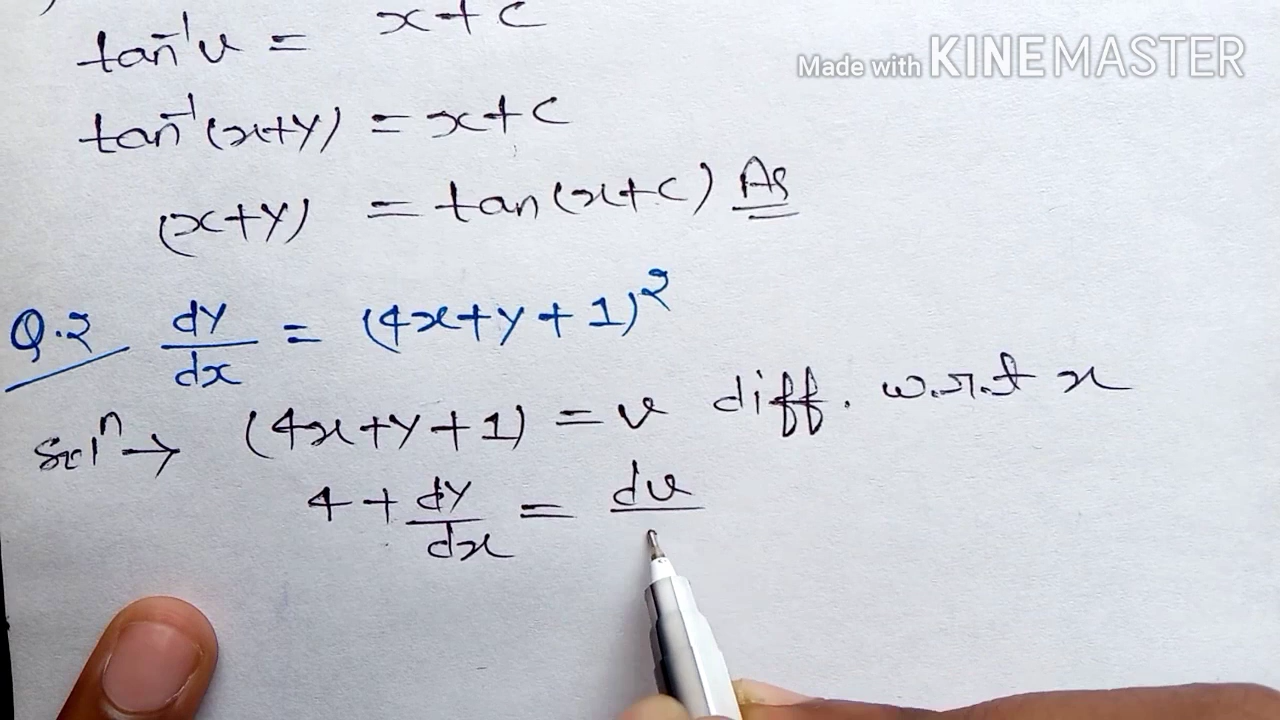 tan⁻¹v = x+c
Made with KINEMASTER
tan⁻¹(x+y) = x+c
(x+y) = tan(x+c) As
Q.2 dy/dx = (4x+y+1)²
Solⁿ → (4x+y+1) = v diff. w.r.t x
4+dy/dx = dv